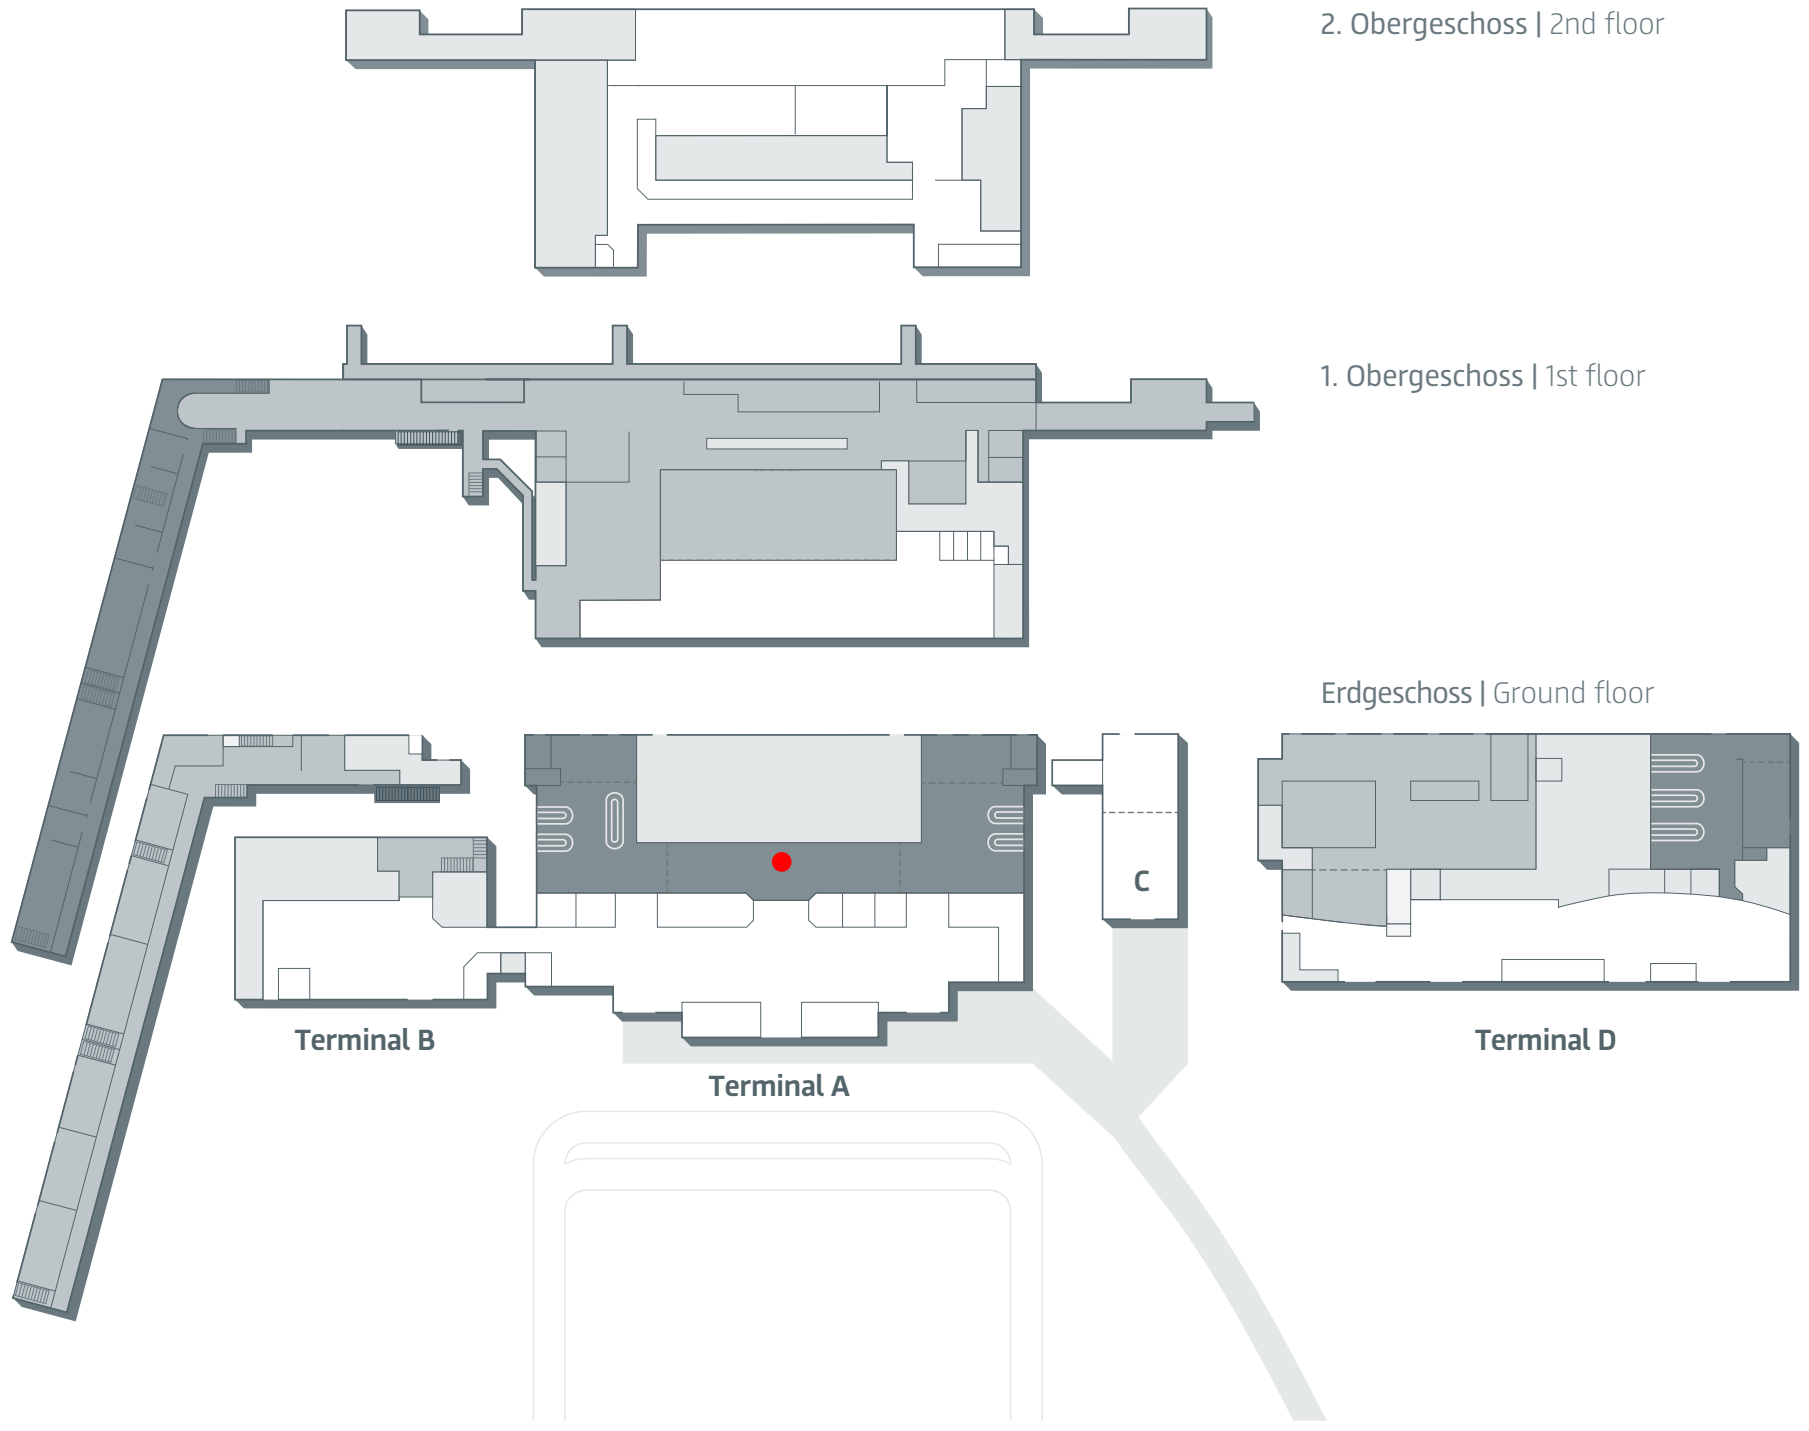 2. Obergeschoss | 2nd floor
1. Obergeschoss | 1st floor
Erdgeschoss | Ground floor
C
Terminal B
Terminal D
Terminal A